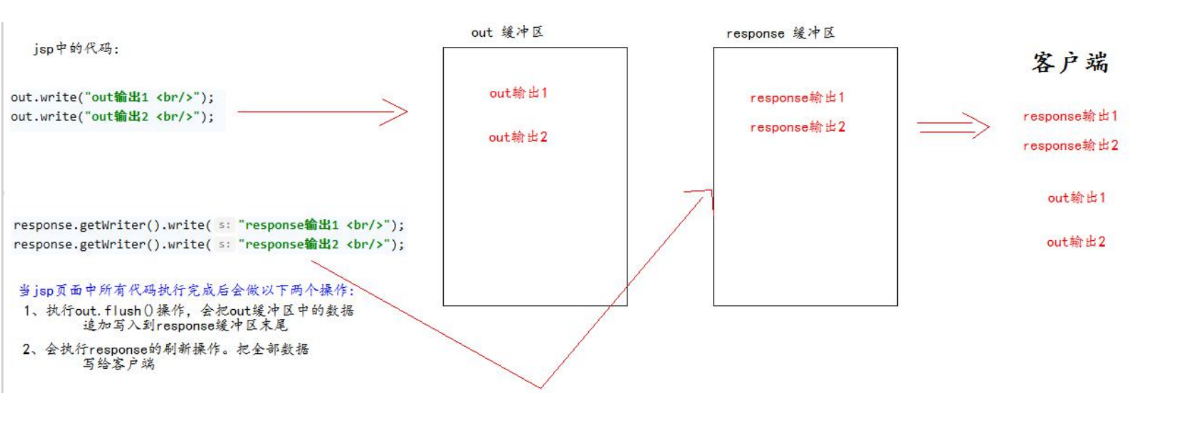 jsp中的代码:
out.write("out输出1 <br/>");
out.write("out输出2 <br/>");
response.getWriter().write( s: "response输出1 <br/>");
response.getWriter().write( s: "response输出2 <br/>");
当jsp页面中所有代码执行完成后会做以下两个操作:
1、执行out.flush()操作，会把out缓冲区中的数据
追加写入到response缓冲区末尾
2、会执行response的刷新操作。把全部数据
写给客户端
out 缓冲区
out输出1
out输出2
response 缓冲区
response输出1
response输出2
客户端
response输出1
response输出2
out输出1
out输出2